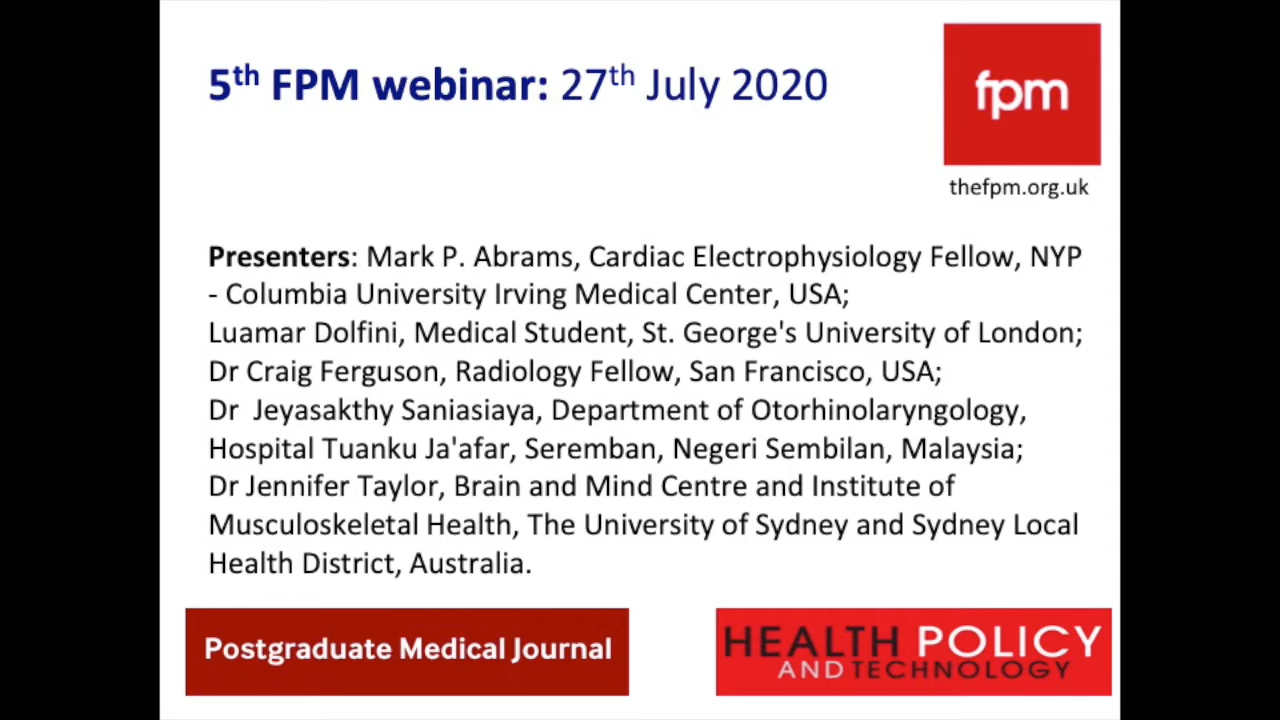 5th FPM webinar: 27th July 2020
fpm
thefpm.org.uk
Presenters: Mark P. Abrams, Cardiac Electrophysiology Fellow, NYP
- Columbia University Irving Medical Center, USA;
Luamar Dolfini, Medical Student, St. George's University of London;
Dr Craig Ferguson, Radiology Fellow, San Francisco, USA;
Dr  Jeyasakthy Saniasiaya, Department of Otorhinolaryngology,
Hospital Tuanku Ja'afar, Seremban, Negeri Sembilan, Malaysia;
Dr Jennifer Taylor, Brain and Mind Centre and Institute of
Musculoskeletal Health, The University of Sydney and Sydney Local
Health District, Australia.
Postgraduate Medical Journal
HEALTH POLICY
AND TECHNOLOGY